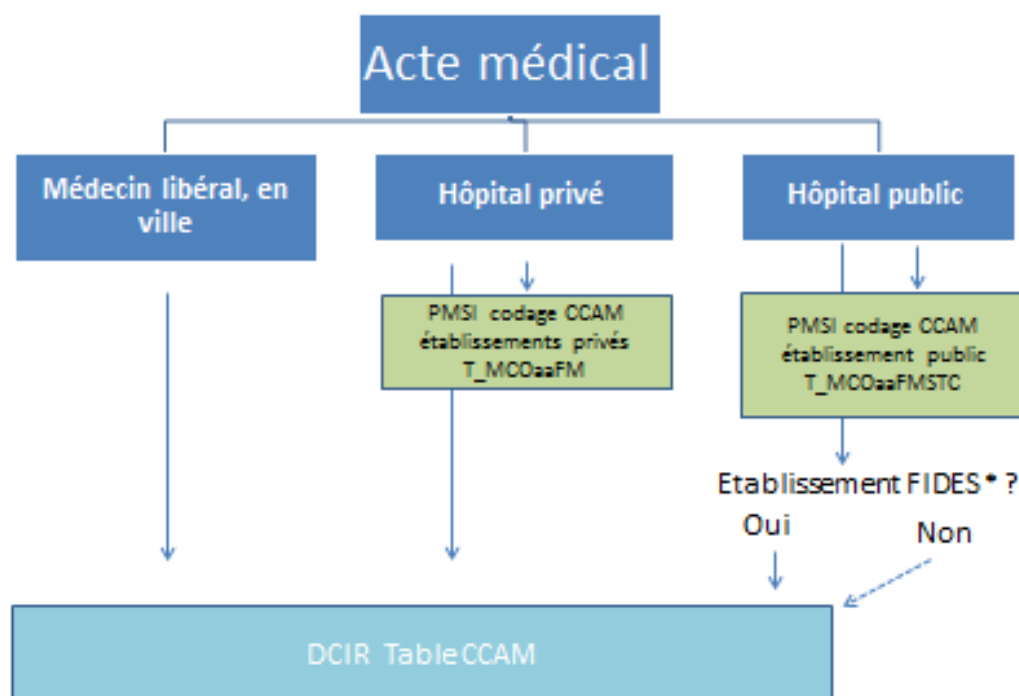 Acte médical
Médecin libéral, en
ville
Hôpital privé
Hôpital public
PMSI codage CCAM
établissements privés
T_MCOaaFM
PMSI codage CCAM
établissement public
T_MCOaaFMSTC
Etablissement FIDES* ?
Oui
Non
DCIR TableCCAM